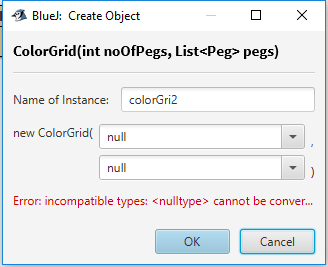 BlueJ: Create Object
ColorGrid(int noOfPegs, List<Peg> pegs)
Name of Instance: colorGri2
new ColorGrid( null ,
null )
Error: incompatible types: <nulltype> cannot be conver...
OK Cancel